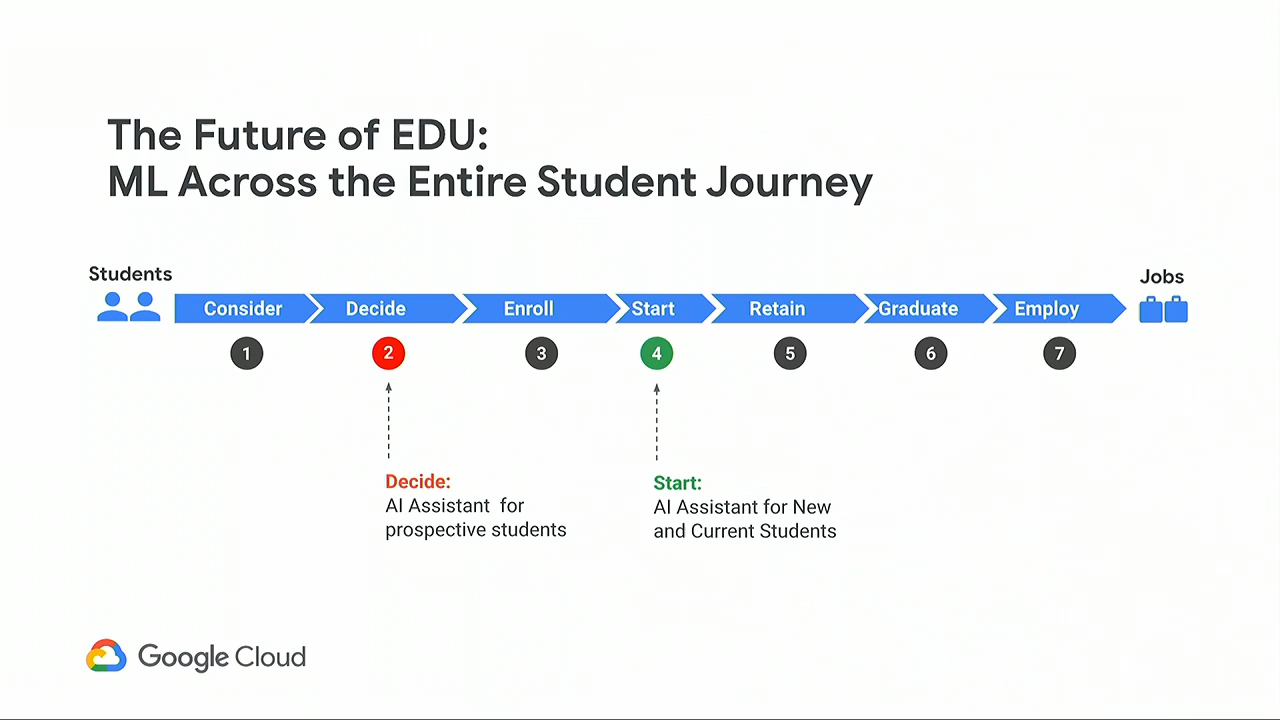 The Future of EDU:
ML Across the Entire Student Journey
Students
Jobs
Consider
Decide
Enroll
Start
Retain
Graduate
Employ
1
2
3
4
5
6
7
Decide:
AI Assistant for
prospective students
Start:
AI Assistant for New
and Current Students
Google Cloud